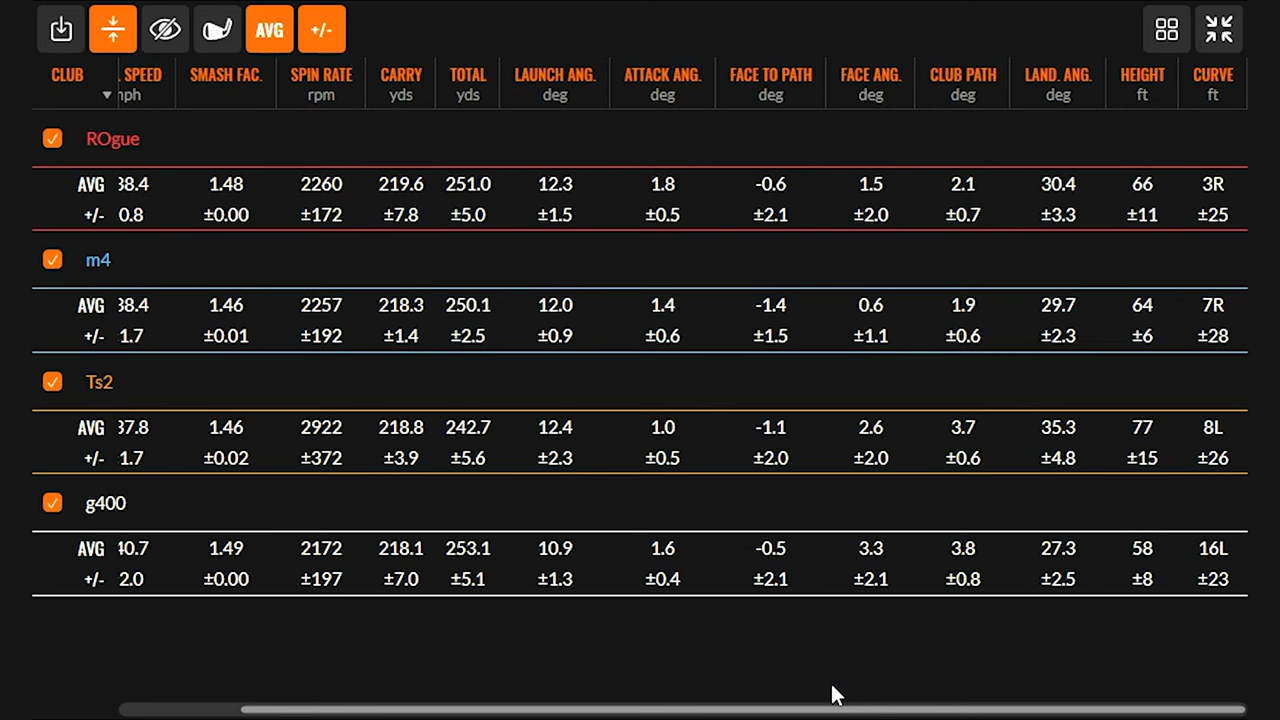 AVG +/-
CLUB . SPEED SMASH FAC. SPIN RATE CARRY TOTAL LAUNCH ANG. ATTACK ANG. FACE TO PATH FACE ANG. CLUB PATH LAND. ANG. HEIGHT CURVE
mph rpm yds yds deg deg deg deg deg deg ft ft
ROgue
AVG 38.4 1.48 2260 219.6 251.0 12.3 1.8 -0.6 1.5 2.1 30.4 66 3R
+/- 0.8 ±0.00 ±172 ±7.8 ±5.0 ±1.5 ±0.5 ±2.1 ±2.0 ±0.7 ±3.3 ±11 ±25
m4
AVG 38.4 1.46 2257 218.3 250.1 12.0 1.4 -1.4 0.6 1.9 29.7 64 7R
+/- 1.7 ±0.01 ±192 ±1.4 ±2.5 ±0.9 ±0.6 ±1.5 ±1.1 ±0.6 ±2.3 ±6 ±28
Ts2
AVG 37.8 1.46 2922 218.8 242.7 12.4 1.0 -1.1 2.6 3.7 35.3 77 8L
+/- 1.7 ±0.02 ±372 ±3.9 ±5.6 ±2.3 ±0.5 ±2.0 ±2.0 ±0.6 ±4.8 ±15 ±26
g400
AVG 40.7 1.49 2172 218.1 253.1 10.9 1.6 -0.5 3.3 3.8 27.3 58 16L
+/- 2.0 ±0.00 ±197 ±7.0 ±5.1 ±1.3 ±0.4 ±2.1 ±2.1 ±0.8 ±2.5 ±8 ±23